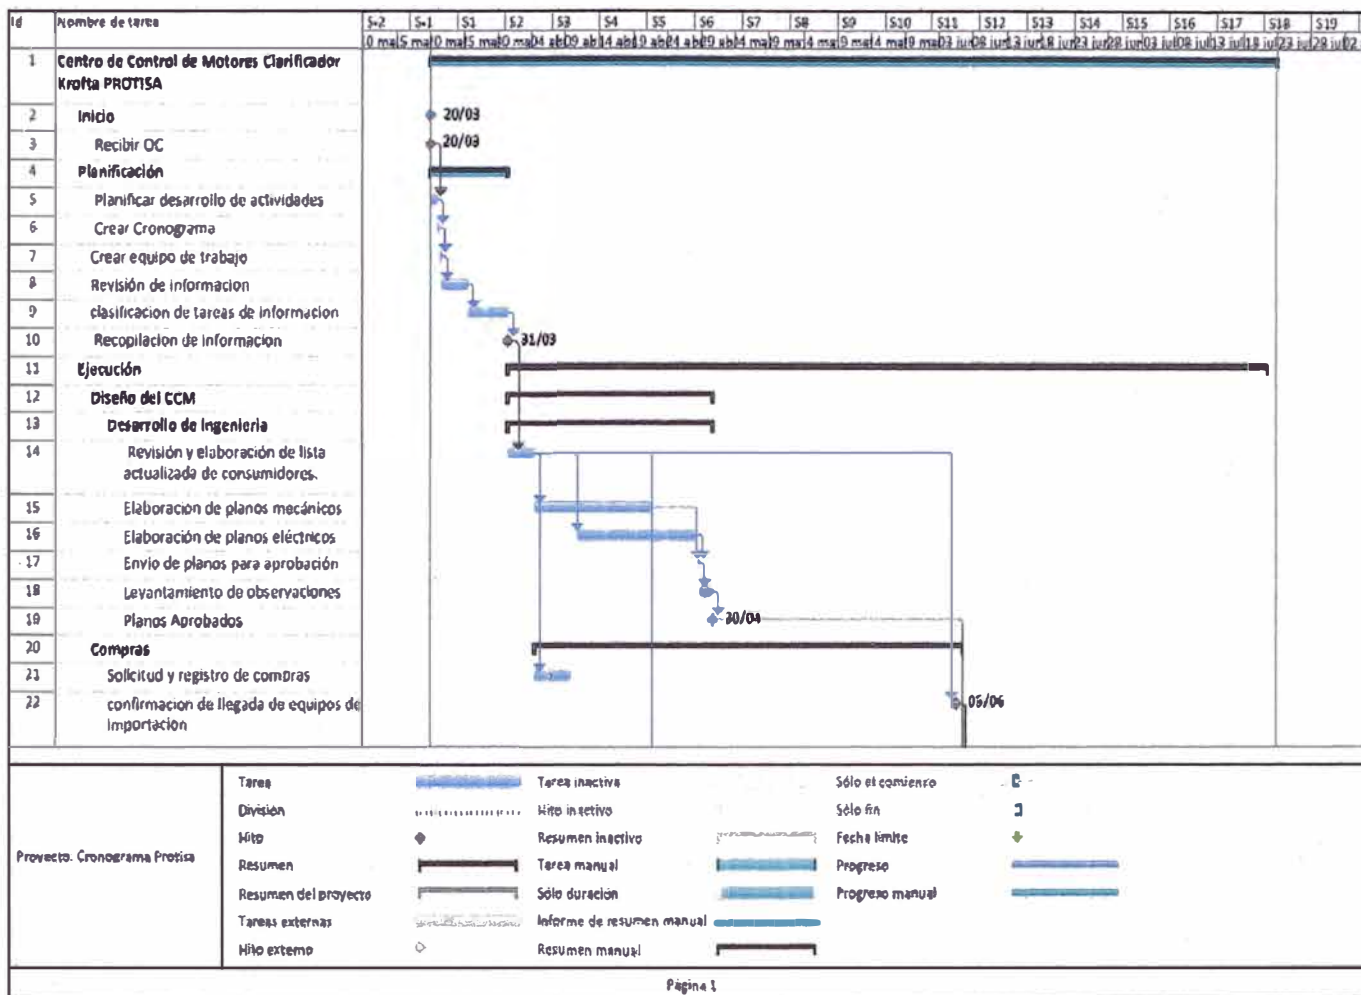 Id Nombre de tarea S-2 S-1 S1 S2 S3 S4 S5 S6 S7 S8 S9 S10 S11 S12 S13 S14 S15 S16 S17 S18 S19
1 Centro de Control de Motores Clarificador
Krofta PROTISA
2 Inicio 20/03
3 Recibir OC 20/03
4 Planificación
5 Planificar desarrollo de actividades
6 Crear Cronograma
7 Crear equipo de trabajo
8 Revisión de informacion
9 clasificacion de tareas de informacion
10 Recopilacion de informacion 31/03
11 Ejecución
12 Diseño del CCM
13 Desarrollo de ingenieria
14 Revisión y elaboración de lista
actualizada de consumidores.
15 Elaboración de planos mecánicos
16 Elaboración de planos eléctricos
17 Envio de planos para aprobación
18 Levantamiento de observaciones
19 Planos Aprobados 30/04
20 Compras
21 Solicitud y registro de compras
22 confirmacion de llegada de equipos de 05/06
importacion
Proyecto. Cronograma Protisa
Tarea Tarea inactiva Sólo el comienzo
División Hito inactivo Sólo fin
Hito Resumen inactivo Fecha límite
Resumen Tarea manual Progreso
Resumen del proyecto Sólo duración Progreso manual
Tareas externas Informe de resumen manual
Hito externo Resumen manual
Página 1